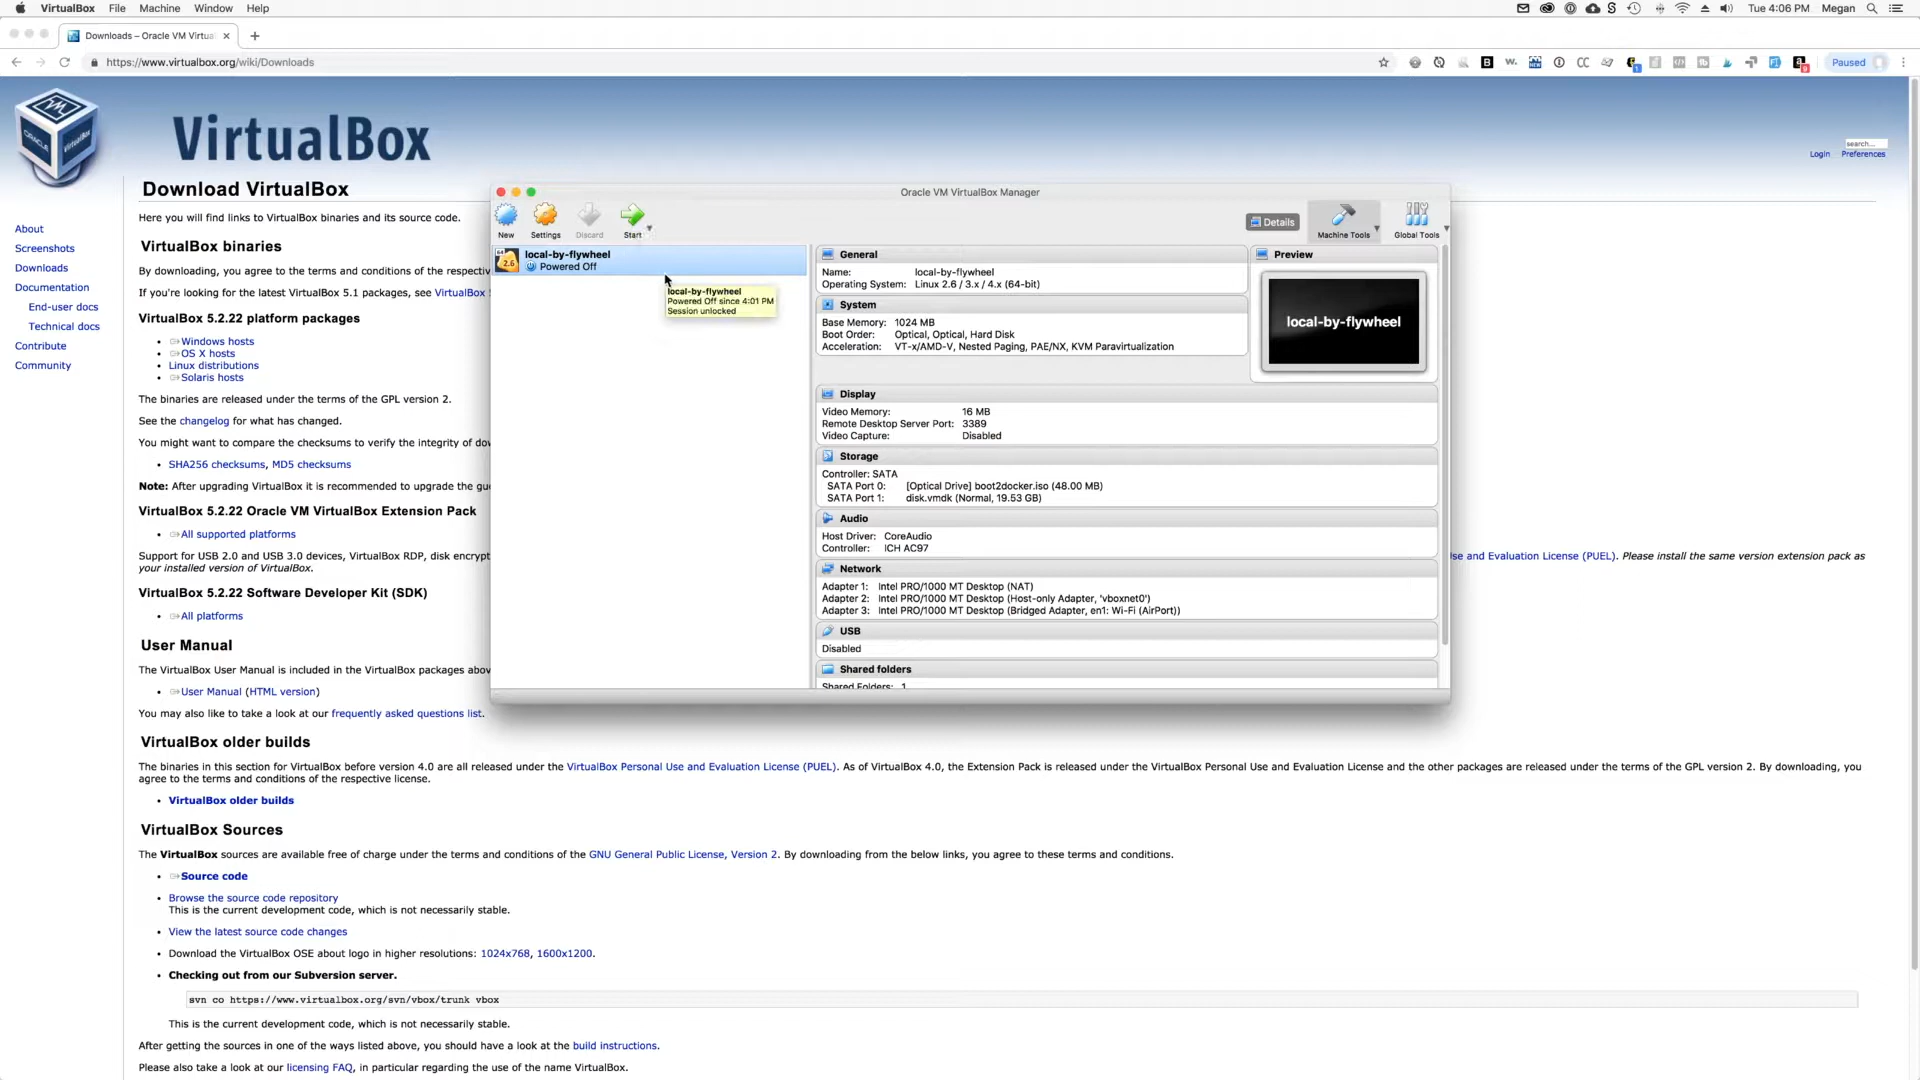 VirtualBox File Machine Window Help
Tue 4:06 PM Megan
Downloads – Oracle VM Virtua
https://www.virtualbox.org/wiki/Downloads
Paused
VirtualBox
search...
Login Preferences
About
Screenshots
Downloads
Documentation
End-user docs
Technical docs
Contribute
Community
Download VirtualBox
Here you will find links to VirtualBox binaries and its source code.
VirtualBox binaries
By downloading, you agree to the terms and conditions of the respectiv
If you're looking for the latest VirtualBox 5.1 packages, see VirtualBox
VirtualBox 5.2.22 platform packages
• Windows hosts
• OS X hosts
• Linux distributions
• Solaris hosts
The binaries are released under the terms of the GPL version 2.
See the changelog for what has changed.
You might want to compare the checksums to verify the integrity of dow
• SHA256 checksums, MD5 checksums
Note: After upgrading VirtualBox it is recommended to upgrade the gu
VirtualBox 5.2.22 Oracle VM VirtualBox Extension Pack
• All supported platforms
Support for USB 2.0 and USB 3.0 devices, VirtualBox RDP, disk encrypt
se and Evaluation License (PUEL). Please install the same version extension pack as
your installed version of VirtualBox.
VirtualBox 5.2.22 Software Developer Kit (SDK)
• All platforms
User Manual
The VirtualBox User Manual is included in the VirtualBox packages abov
• User Manual (HTML version)
You may also like to take a look at our frequently asked questions list.
VirtualBox older builds
The binaries in this section for VirtualBox before version 4.0 are all released under the VirtualBox Personal Use and Evaluation License (PUEL). As of VirtualBox 4.0, the Extension Pack is released under the VirtualBox Personal Use and Evaluation License and the other packages are released under the terms of the GPL version 2. By downloading, you
agree to the terms and conditions of the respective license.
• VirtualBox older builds
VirtualBox Sources
The VirtualBox sources are available free of charge under the terms and conditions of the GNU General Public License, Version 2. By downloading from the below links, you agree to these terms and conditions.
• Source code
• Browse the source code repository
This is the current development code, which is not necessarily stable.
• View the latest source code changes
• Download the VirtualBox OSE about logo in higher resolutions: 1024x768, 1600x1200.
• Checking out from our Subversion server.
svn co https://www.virtualbox.org/svn/vbox/trunk vbox
This is the current development code, which is not necessarily stable.
After getting the sources in one of the ways listed above, you should have a look at the build instructions.
Please also take a look at our licensing FAQ, in particular regarding the use of the name VirtualBox.
Oracle VM VirtualBox Manager
New Settings Discard Start
Details Machine Tools Global Tools
2.6 local-by-flywheel
Powered Off
local-by-flywheel
Powered Off since 4:01 PM
Session unlocked
General
Name: local-by-flywheel
Operating System: Linux 2.6 / 3.x / 4.x (64-bit)
System
Base Memory: 1024 MB
Boot Order: Optical, Optical, Hard Disk
Acceleration: VT-x/AMD-V, Nested Paging, PAE/NX, KVM Paravirtualization
Preview
local-by-flywheel
Display
Video Memory: 16 MB
Remote Desktop Server Port: 3389
Video Capture: Disabled
Storage
Controller: SATA
SATA Port 0: [Optical Drive] boot2docker.iso (48.00 MB)
SATA Port 1: disk.vmdk (Normal, 19.53 GB)
Audio
Host Driver: CoreAudio
Controller: ICH AC97
Network
Adapter 1: Intel PRO/1000 MT Desktop (NAT)
Adapter 2: Intel PRO/1000 MT Desktop (Host-only Adapter, 'vboxnet0')
Adapter 3: Intel PRO/1000 MT Desktop (Bridged Adapter, en1: Wi-Fi (AirPort))
USB
Disabled
Shared folders
Shared Folders: 1